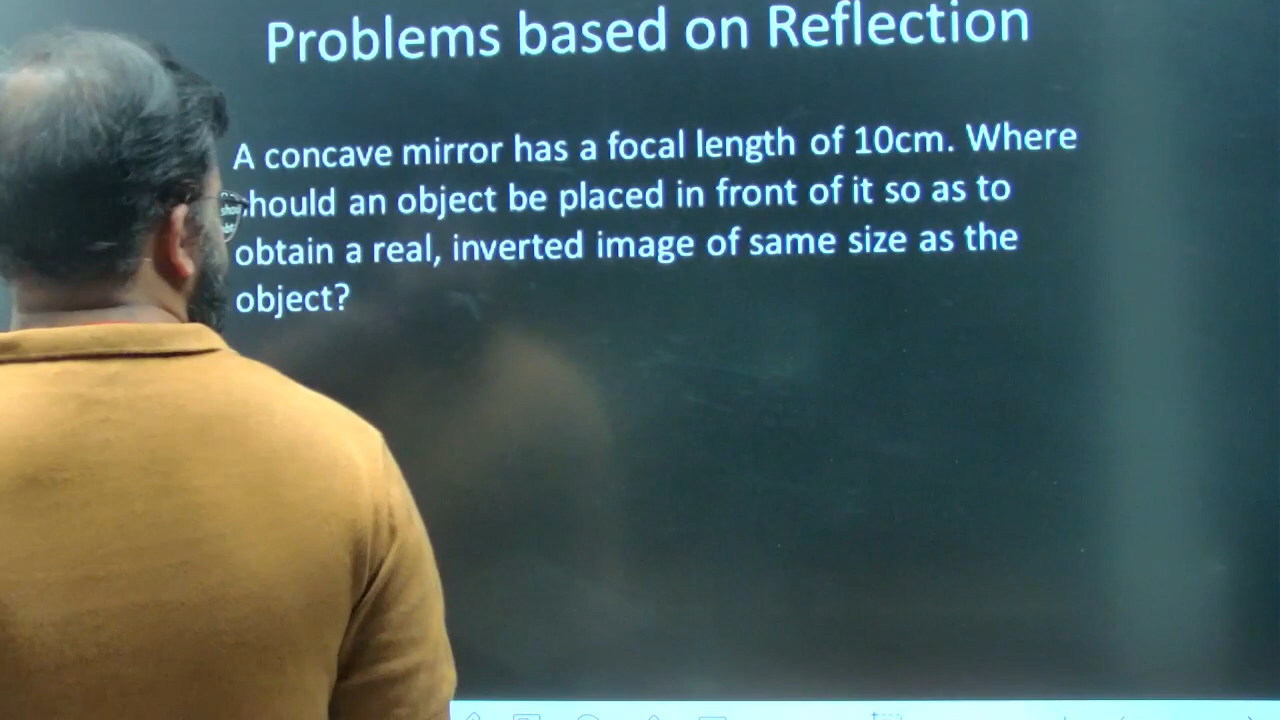 Problems based on Reflection
A concave mirror has a focal length of 10cm. Where
should an object be placed in front of it so as to
obtain a real, inverted image of same size as the
object?